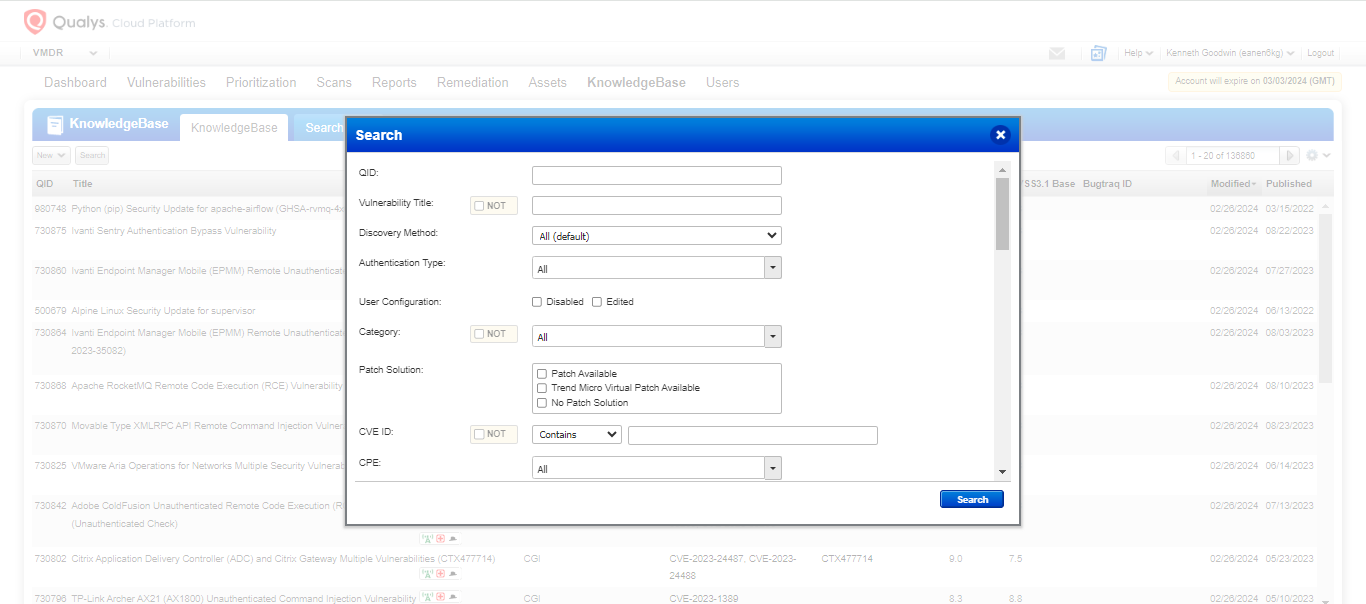 Qualys. Cloud Platform
VMDR
Help
Kenneth Goodwin (eanen6kg)
Logout
Dashboard Vulnerabilities Prioritization Scans Reports Remediation Assets KnowledgeBase Users
Account will expire on 03/03/2024 (GMT)
KnowledgeBase
KnowledgeBase
Search
New
Search
1 - 20 of 136860
QID Title
S3.1 Base Bugtraq ID Modified Published
980748 Python (pip) Security Update for apache-airflow (GHSA-rvmq-4x 02/26/2024 03/15/2022
730875 Ivanti Sentry Authentication Bypass Vulnerability 02/26/2024 08/22/2023
730860 Ivanti Endpoint Manager Mobile (EPMM) Remote Unauthenticat 02/26/2024 07/27/2023
500679 Alpine Linux Security Update for supervisor 02/26/2024 06/13/2022
730864 Ivanti Endpoint Manager Mobile (EPMM) Remote Unauthenticat 02/26/2024 08/03/2023
2023-35082)
730868 Apache RocketMQ Remote Code Execution (RCE) Vulnerability 02/26/2024 08/10/2023
730870 Movable Type XMLRPC API Remote Command Injection Vulner 02/26/2024 08/23/2023
730825 VMware Aria Operations for Networks Multiple Security Vulnerab 02/26/2024 06/14/2023
730842 Adobe ColdFusion Unauthenticated Remote Code Execution (R 02/26/2024 07/13/2023
(Unauthenticated Check)
730802 Citrix Application Delivery Controller (ADC) and Citrix Gateway Multiple Vulnerabilities (CTX477714) CGI CVE-2023-24487, CVE-2023- CTX477714 9.0 7.5 02/26/2024 05/23/2023
24488
730796 TP-Link Archer AX21 (AX1800) Unauthenticated Command Injection Vulnerability CGI CVE-2023-1389 8.3 8.8 02/26/2024 05/10/2023
Search
QID:
Vulnerability Title: NOT
Discovery Method: All (default)
Authentication Type: All
User Configuration: Disabled Edited
Category: NOT All
Patch Solution: Patch Available
Trend Micro Virtual Patch Available
No Patch Solution
CVE ID: NOT Contains
CPE: All
Search